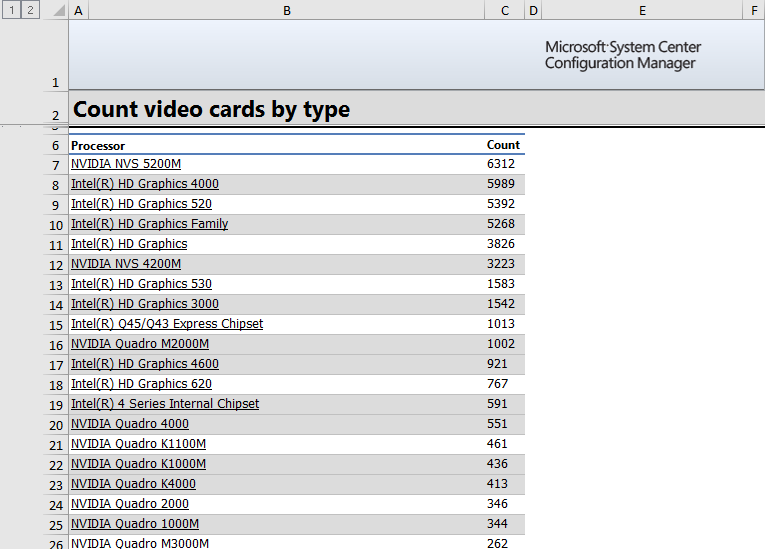 1 2 A B C D E F
1 Microsoft System Center
Configuration Manager
2 Count video cards by type
6 Processor Count
7 NVIDIA NVS 5200M 6312
8 Intel(R) HD Graphics 4000 5989
9 Intel(R) HD Graphics 520 5392
10 Intel(R) HD Graphics Family 5268
11 Intel(R) HD Graphics 3826
12 NVIDIA NVS 4200M 3223
13 Intel(R) HD Graphics 530 1583
14 Intel(R) HD Graphics 3000 1542
15 Intel(R) Q45/Q43 Express Chipset 1013
16 NVIDIA Quadro M2000M 1002
17 Intel(R) HD Graphics 4600 921
18 Intel(R) HD Graphics 620 767
19 Intel(R) 4 Series Internal Chipset 591
20 NVIDIA Quadro 4000 551
21 NVIDIA Quadro K1100M 461
22 NVIDIA Quadro K1000M 436
23 NVIDIA Quadro K4000 413
24 NVIDIA Quadro 2000 346
25 NVIDIA Quadro 1000M 344
26 NVIDIA Quadro M3000M 262